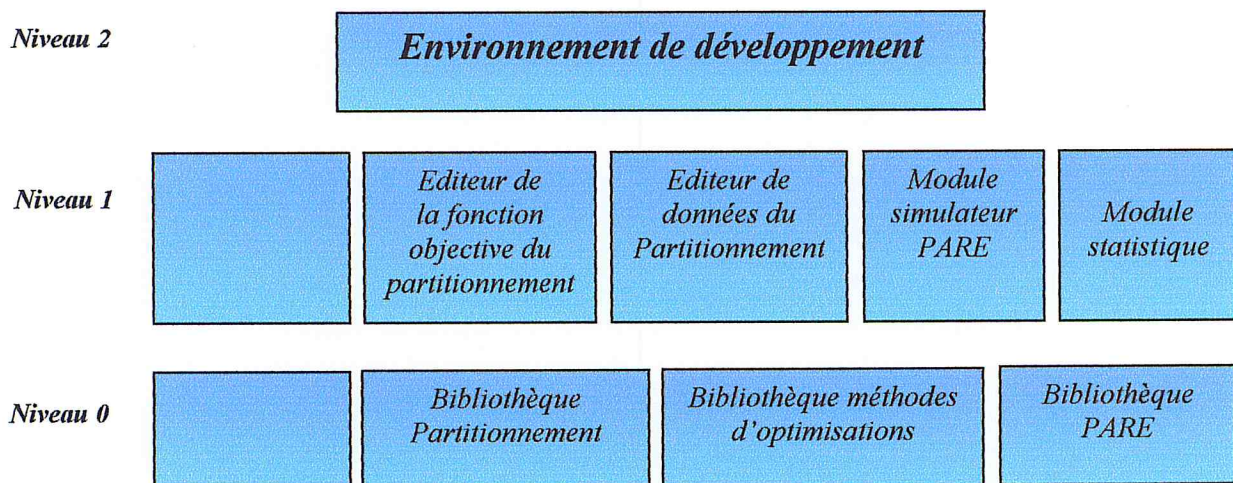 Niveau 2
Environnement de développement
Niveau 1
Editeur de
la fonction
objective du
partitionnement
Editeur de
données du
Partitionnement
Module
simulateur
PARE
Module
statistique
Niveau 0
Bibliothèque
Partitionnement
Bibliothèque méthodes
d'optimisations
Bibliothèque
PARE